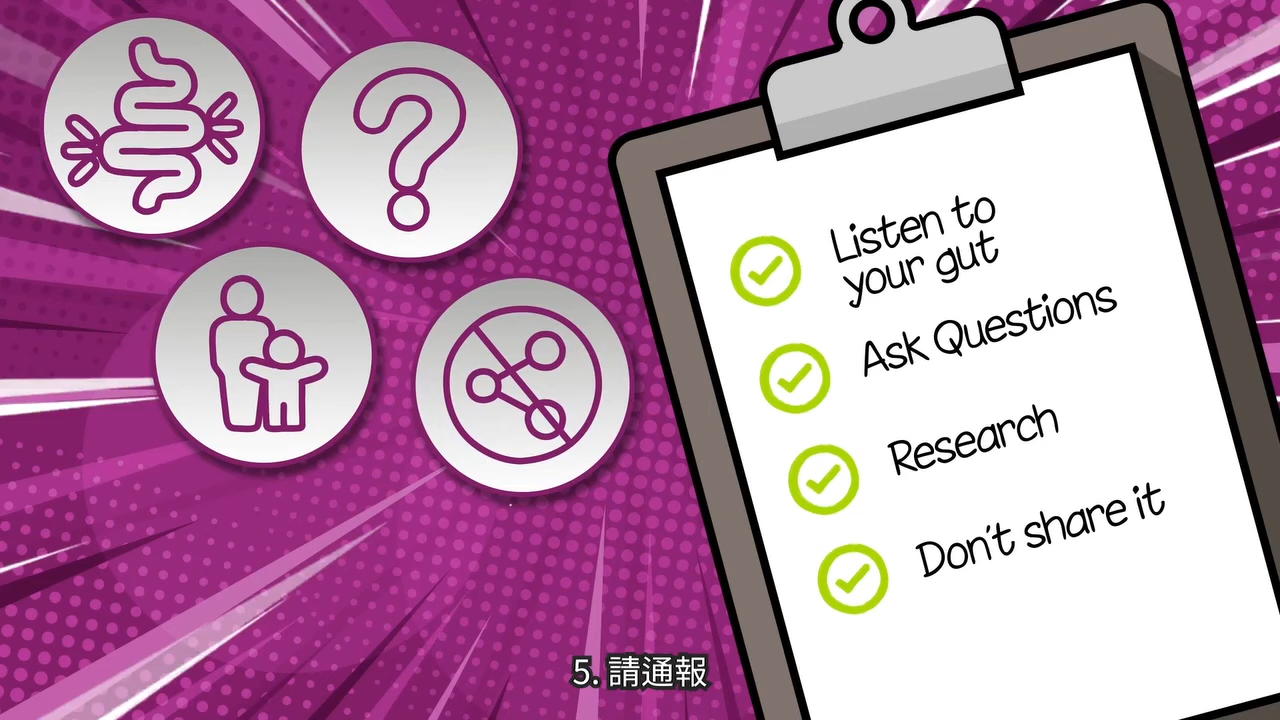 Listen to
your gut
Ask Questions
Research
Don't share it
5. 請通報